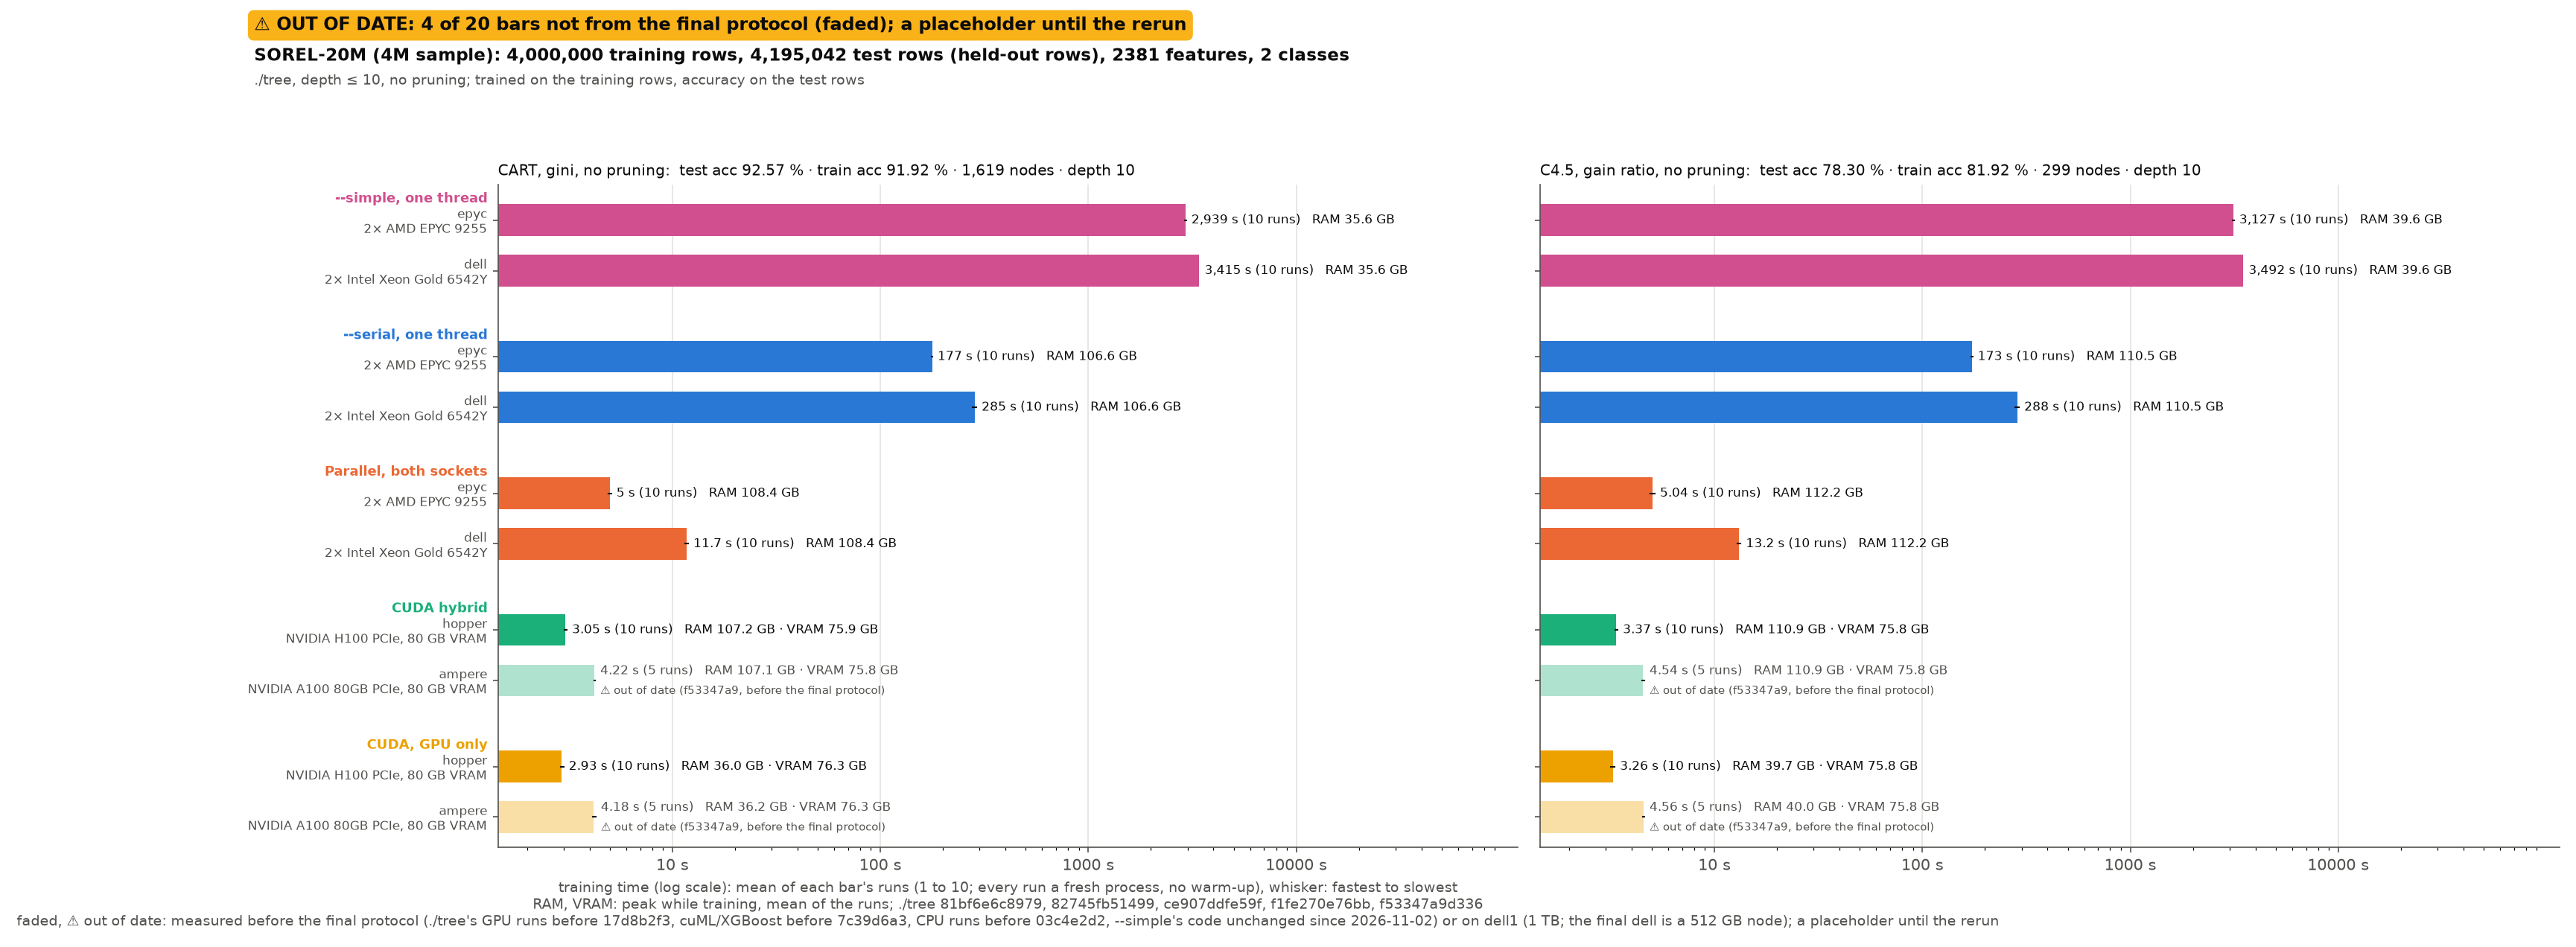 ⚠ OUT OF DATE: 4 of 20 bars not from the final protocol (faded); a placeholder until the rerun
SOREL-20M (4M sample): 4,000,000 training rows, 4,195,042 test rows (held-out rows), 2381 features, 2 classes
./tree, depth ≤ 10, no pruning; trained on the training rows, accuracy on the test rows
CART, gini, no pruning:  test acc 92.57 % · train acc 91.92 % · 1,619 nodes · depth 10
--simple, one thread
epyc
2× AMD EPYC 9255
2,939 s (10 runs)   RAM 35.6 GB
dell
2× Intel Xeon Gold 6542Y
3,415 s (10 runs)   RAM 35.6 GB
--serial, one thread
epyc
2× AMD EPYC 9255
177 s (10 runs)   RAM 106.6 GB
dell
2× Intel Xeon Gold 6542Y
285 s (10 runs)   RAM 106.6 GB
Parallel, both sockets
epyc
2× AMD EPYC 9255
5 s (10 runs)   RAM 108.4 GB
dell
2× Intel Xeon Gold 6542Y
11.7 s (10 runs)   RAM 108.4 GB
CUDA hybrid
hopper
NVIDIA H100 PCIe, 80 GB VRAM
3.05 s (10 runs)   RAM 107.2 GB · VRAM 75.9 GB
ampere
NVIDIA A100 80GB PCIe, 80 GB VRAM
4.22 s (5 runs)   RAM 107.1 GB · VRAM 75.8 GB
⚠ out of date (f53347a9, before the final protocol)
CUDA, GPU only
hopper
NVIDIA H100 PCIe, 80 GB VRAM
2.93 s (10 runs)   RAM 36.0 GB · VRAM 76.3 GB
ampere
NVIDIA A100 80GB PCIe, 80 GB VRAM
4.18 s (5 runs)   RAM 36.2 GB · VRAM 76.3 GB
⚠ out of date (f53347a9, before the final protocol)
10 s 100 s 1000 s 10000 s
C4.5, gain ratio, no pruning:  test acc 78.30 % · train acc 81.92 % · 299 nodes · depth 10
3,127 s (10 runs)   RAM 39.6 GB
3,492 s (10 runs)   RAM 39.6 GB
173 s (10 runs)   RAM 110.5 GB
288 s (10 runs)   RAM 110.5 GB
5.04 s (10 runs)   RAM 112.2 GB
13.2 s (10 runs)   RAM 112.2 GB
3.37 s (10 runs)   RAM 110.9 GB · VRAM 75.8 GB
4.54 s (5 runs)   RAM 110.9 GB · VRAM 75.8 GB
⚠ out of date (f53347a9, before the final protocol)
3.26 s (10 runs)   RAM 39.7 GB · VRAM 75.8 GB
4.56 s (5 runs)   RAM 40.0 GB · VRAM 75.8 GB
⚠ out of date (f53347a9, before the final protocol)
10 s 100 s 1000 s 10000 s
training time (log scale): mean of each bar's runs (1 to 10; every run a fresh process, no warm-up), whisker: fastest to slowest
RAM, VRAM: peak while training, mean of the runs; ./tree 81bf6e6c8979, 82745fb51499, ce907ddfe59f, f1fe270e76bb, f53347a9d336
faded, ⚠ out of date: measured before the final protocol (./tree's GPU runs before 17d8b2f3, cuML/XGBoost before 7c39d6a3, CPU runs before 03c4e2d2, --simple's code unchanged since 2026-11-02) or on dell1 (1 TB; the final dell is a 512 GB node); a placeholder until the rerun